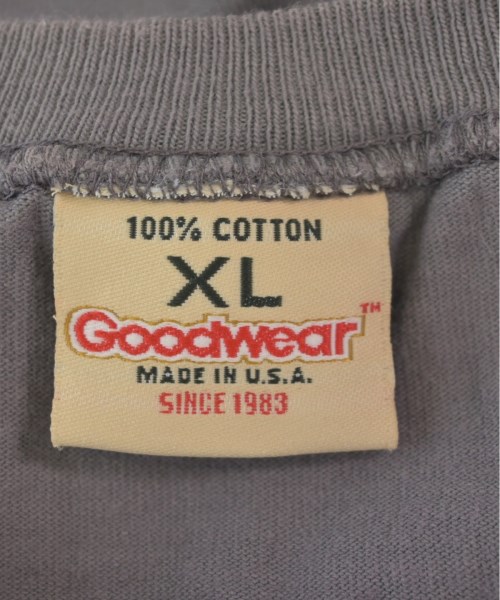 100% COTTON
XL
Goodwear™
MADE IN U.S.A.
SINCE 1983